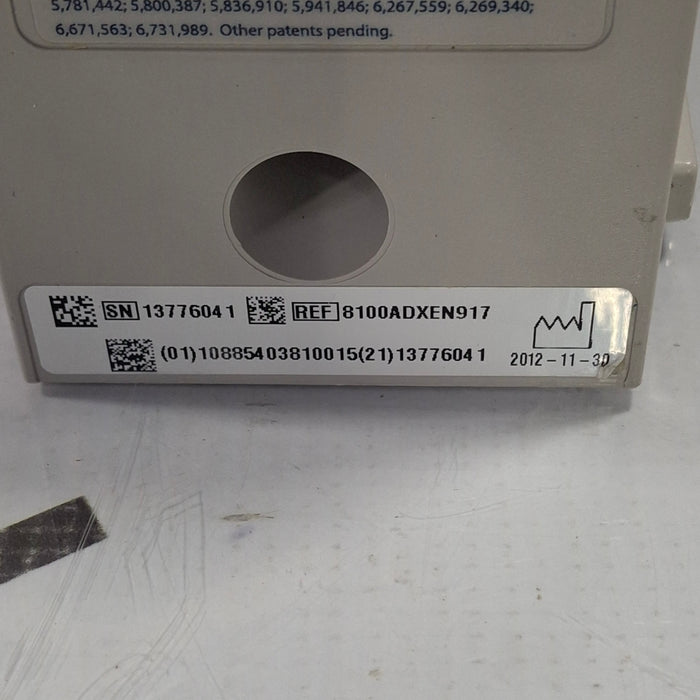 5,781,442; 5,800,387; 5,836,910; 5,941,846; 6,267,559; 6,269,340;
6,671,563; 6,731,989. Other patents pending.
SN 13776041 REF 8100ADXEN917
(01)10885403810015(21)13776041
2012-11-30